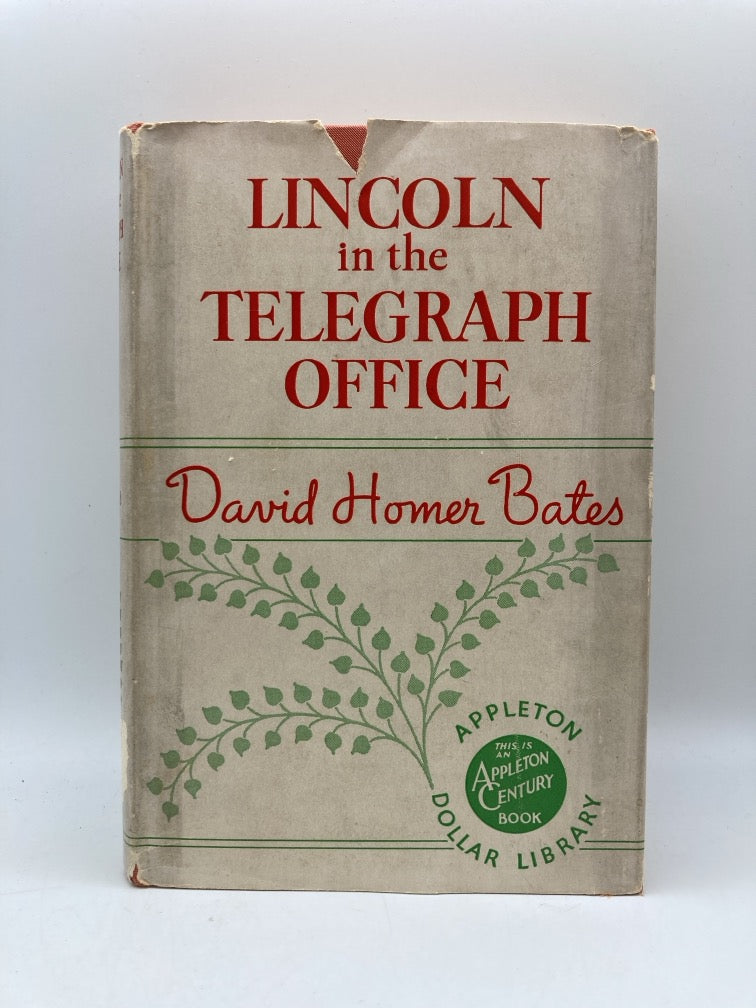 LINCOLN
in the
TELEGRAPH
OFFICE
David Homer Bates
APPLETON
THIS IS
AN
APPLETON
CENTURY
BOOK
DOLLAR LIBRARY